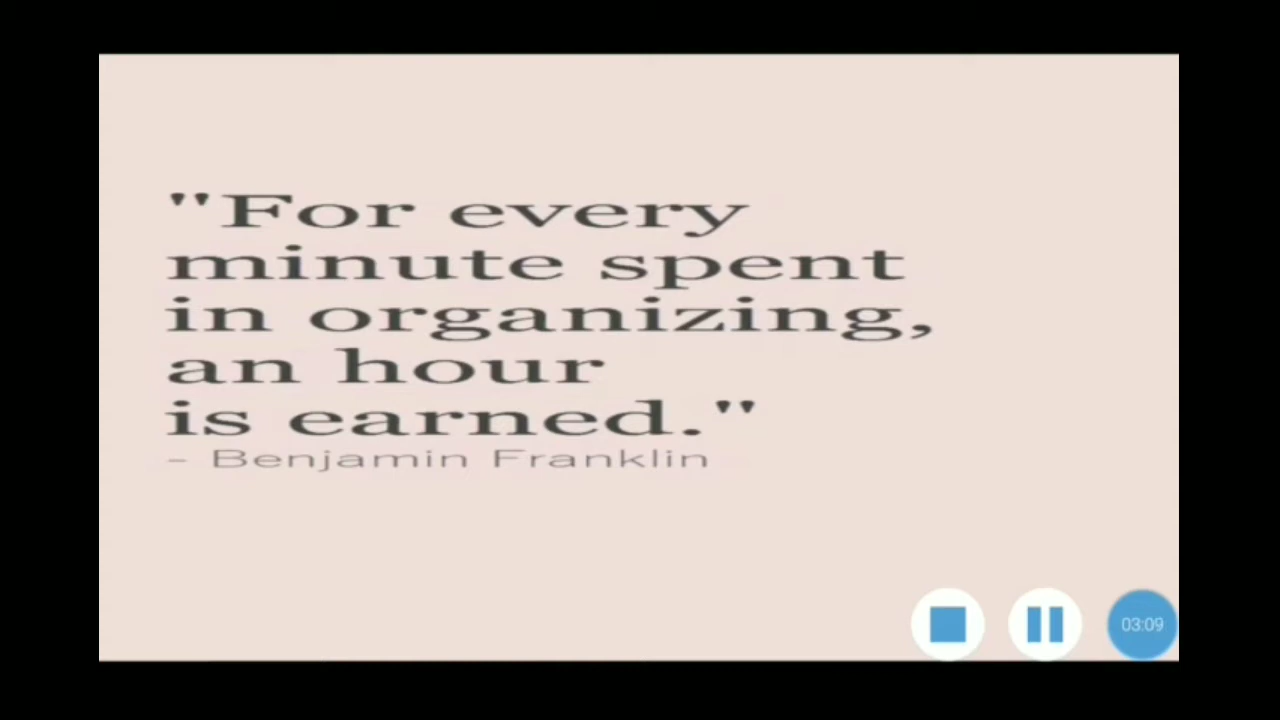 "For every
minute spent
in organizing,
an hour
is earned."
- Benjamin Franklin
03:09